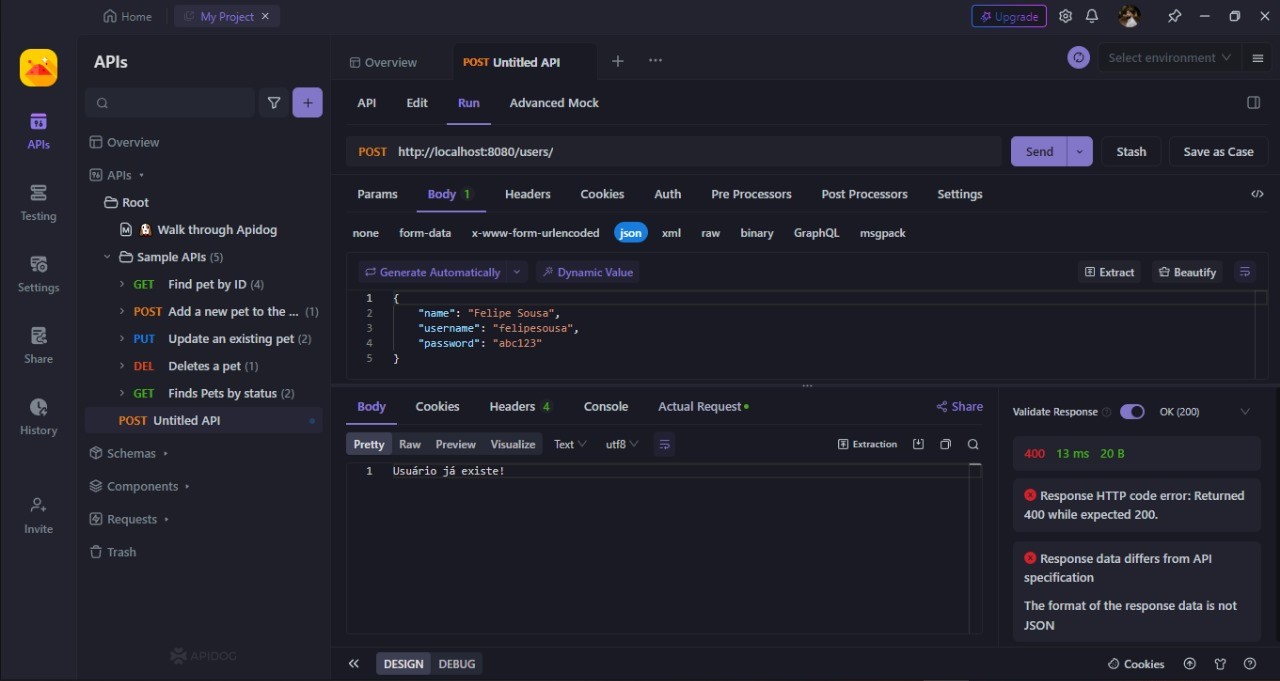 Home
My Project
Upgrade
APIs
Overview
POST Untitled API
Select environment
API Edit Run Advanced Mock
APIs
Testing
Settings
Share
History
Invite
Overview
APIs
Root
Walk through Apidog
Sample APIs (5)
GET Find pet by ID (4)
POST Add a new pet to the ... (1)
PUT Update an existing pet (2)
DEL Deletes a pet (1)
GET Finds Pets by status (2)
POST Untitled API
Schemas
Components
Requests
Trash
APIDOG
POST http://localhost:8080/users/
Send Stash Save as Case
Params Body 1 Headers Cookies Auth Pre Processors Post Processors Settings
none form-data x-www-form-urlencoded json xml raw binary GraphQL msgpack
Generate Automatically Dynamic Value Extract Beautify
1 {
2 "name": "Felipe Sousa",
3 "username": "felipesousa",
4 "password": "abc123"
5 }
Body Cookies Headers 4 Console Actual Request Share
Pretty Raw Preview Visualize Text utf8 Extraction
1 Usuário já existe!
Validate Response OK (200)
400 13 ms 20 B
Response HTTP code error: Returned
400 while expected 200.
Response data differs from API
specification
The format of the response data is not
JSON
DESIGN DEBUG
Cookies